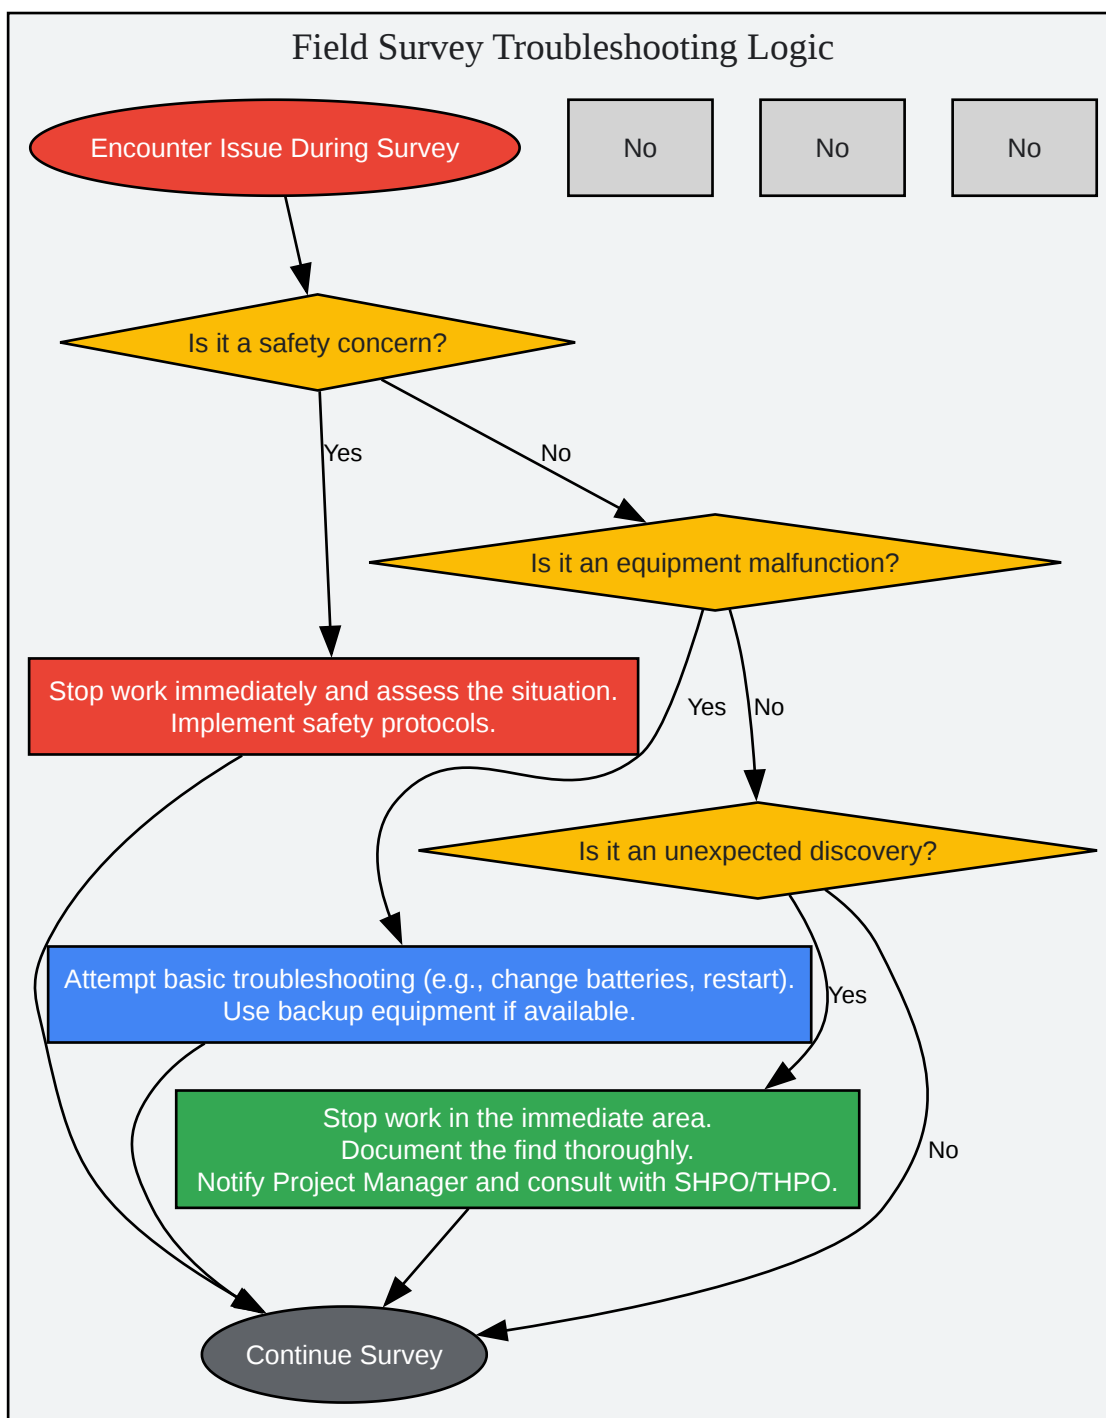 Field Survey Troubleshooting Logic
Encounter Issue During Survey
No
No
No
Is it a safety concern?
Yes
No
Is it an equipment malfunction?
Stop work immediately and assess the situation.
Implement safety protocols.
Yes
No
Is it an unexpected discovery?
Attempt basic troubleshooting (e.g., change batteries, restart).
Use backup equipment if available.
Yes
Stop work in the immediate area.
Document the find thoroughly.
Notify Project Manager and consult with SHPO/THPO.
No
Continue Survey